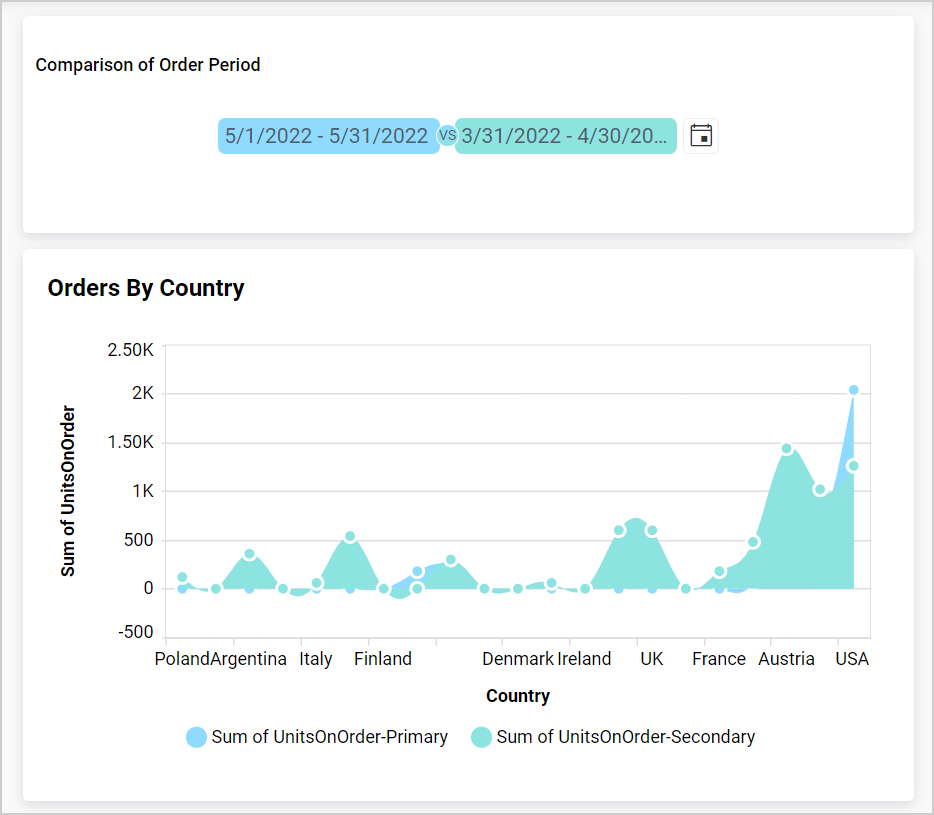 Comparison of Order Period
5/1/2022 - 5/31/2022 VS 3/31/2022 - 4/30/20...
Orders By Country
2.50K
2K
1.50K
1K
500
0
-500
Sum of UnitsOnOrder
Poland Argentina Italy Finland Denmark Ireland UK France Austria USA
Country
Sum of UnitsOnOrder-Primary Sum of UnitsOnOrder-Secondary